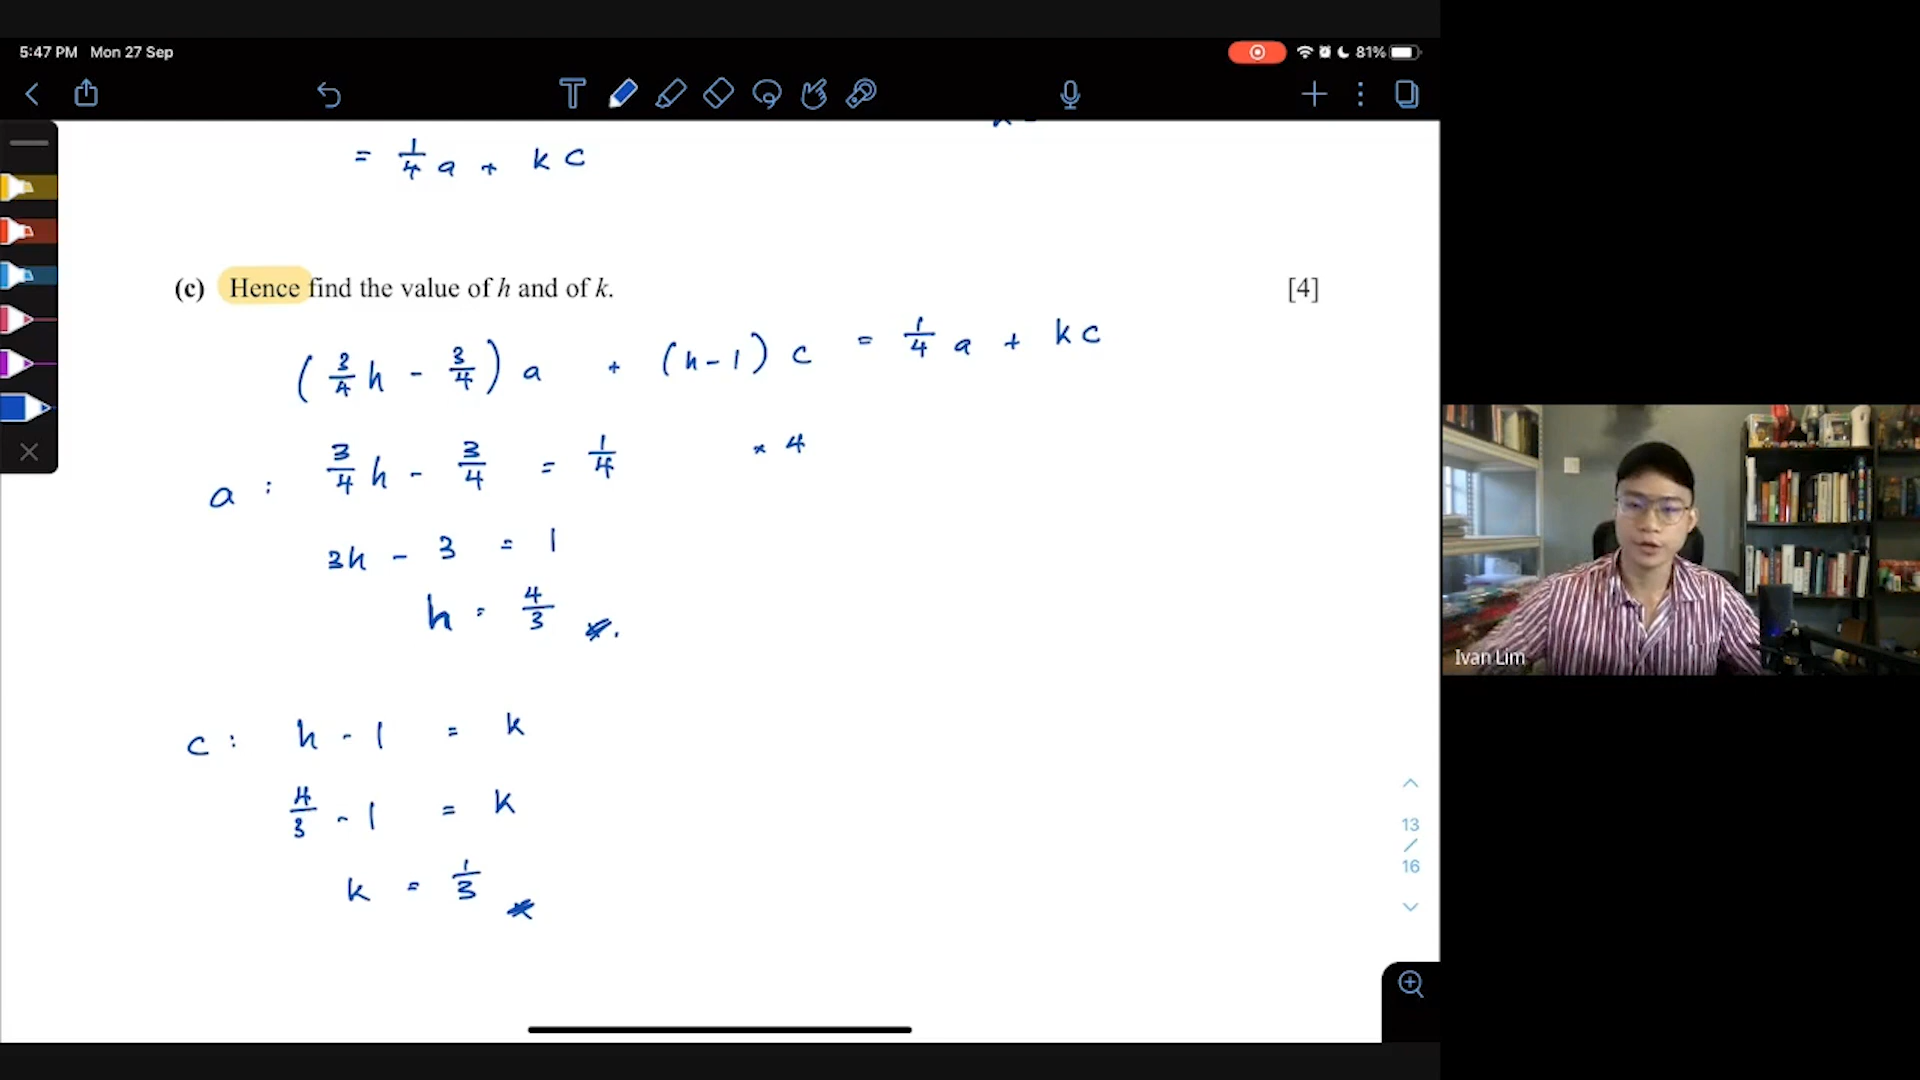 5:47 PM Mon 27 Sep
81%
= 1/4 a + kc
(c) Hence find the value of h and of k. [4]
(3/4 h - 3/4) a + (h-1) c = 1/4 a + kc
a : 3/4 h - 3/4 = 1/4 × 4
3h - 3 = 1
h = 4/3
c : h - 1 = k
4/3 - 1 = k
k = 1/3
13
/
16
Ivan Lim